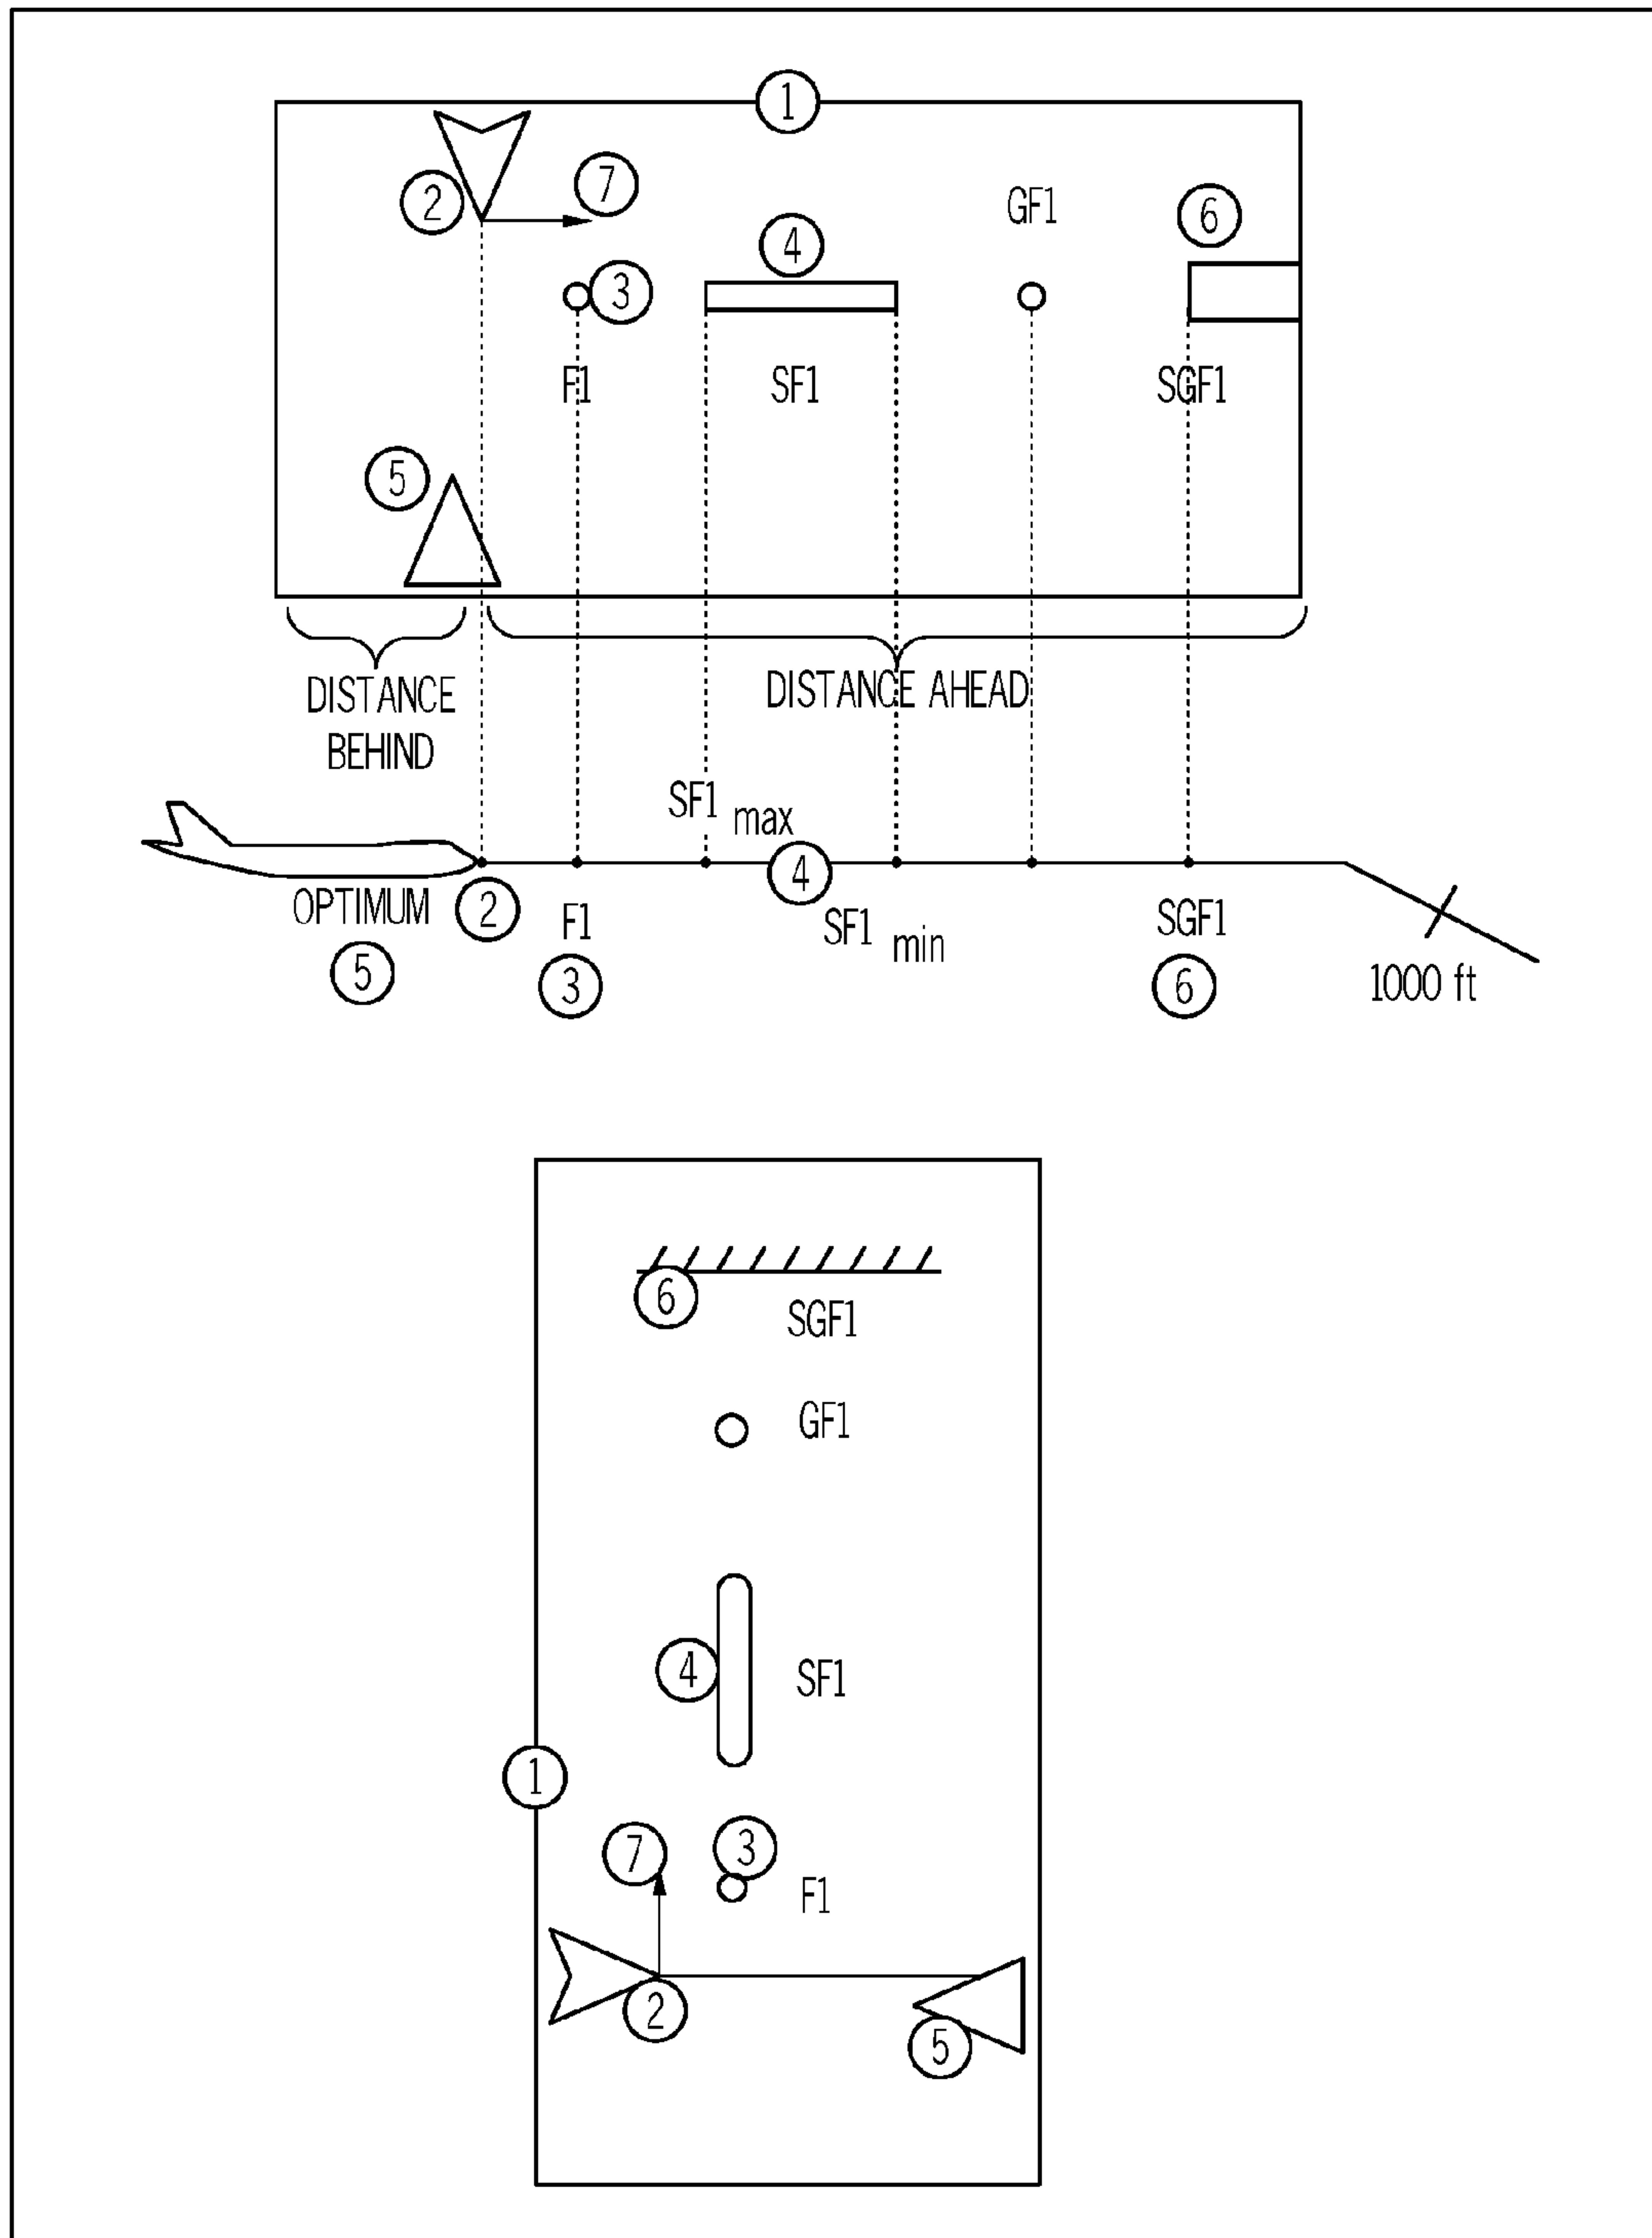 1
2
7
3
4
GF1
6
F1
SF1
SGF1
5
DISTANCE
BEHIND
DISTANCE AHEAD
SF1 max
4
SF1 min
OPTIMUM
2
5
F1
3
SGF1
6
1000 ft
6
SGF1
GF1
4
SF1
1
7
3
F1
2
5